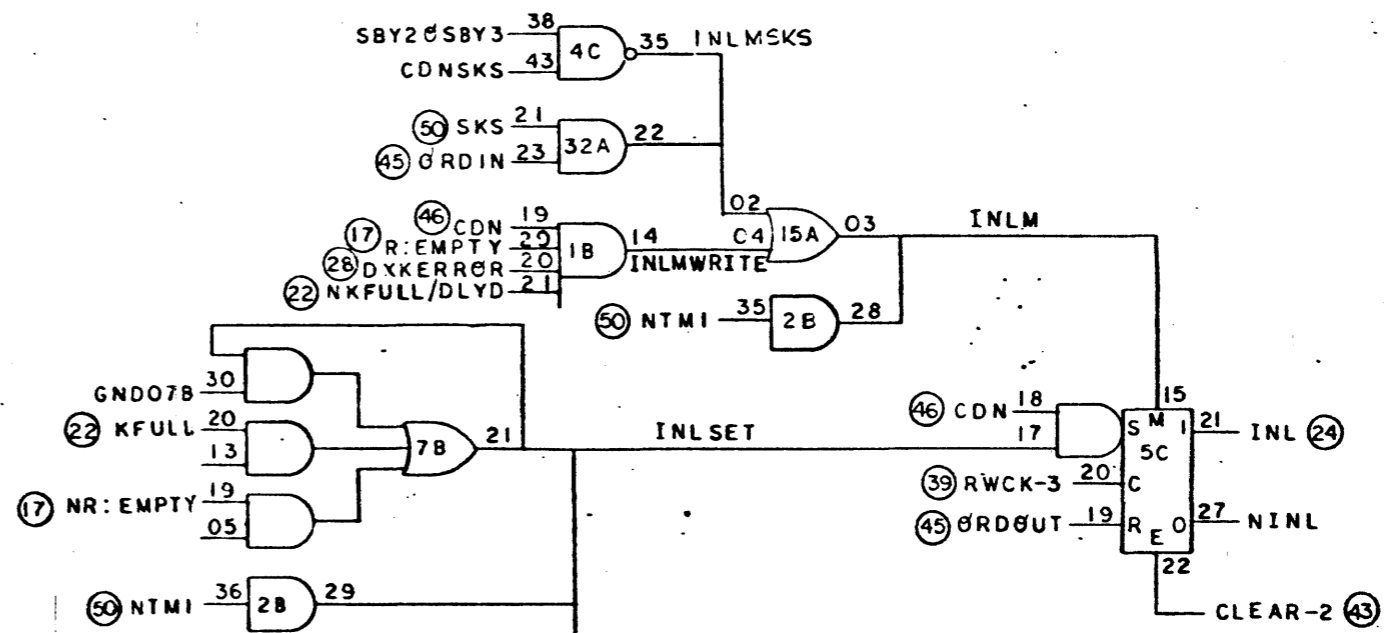 38
SBY2ØSBY3
4C
35 INLMSKS
CDNSKS 43
50 SKS 21
32A
22
45 ØRDIN 23
46 CDN 19
17 R:EMPTY 20
28 DXKERRØR 20
22 NKFULL/DLYD 21
1B
14
INLMWRITE
02
C4 15A 03
INLM
50 NTMI 35 2B 28
GND07B 30
22 KFULL 20
13
7B 21
INLSET
17 NR:EMPTY 19
05
50 NTMI 36 2B 29
46 CDN 18
17
15
S M 1 21 INL 24
5C
39 RWCK-3 20 C
45 ØRDØUT 19 R E O 27 NINL
22
CLEAR-2 43